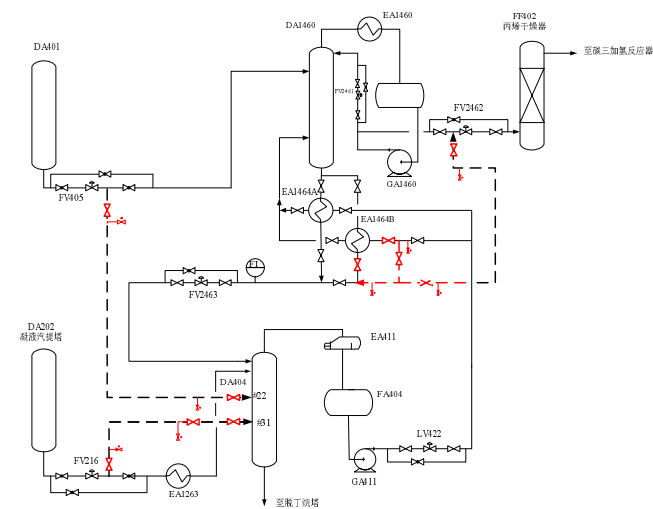 EA1460
DA1460
FF402
丙烯干燥器
DA401
至碳三加氢反应器
FV2461
FV2462
GA1460
FV405
EA1464A
EA1464B
FI
FV2463
DA202
凝液汽提塔
EA411
DA404
#22
FA404
#31
LV422
FV216
GA411
EA1263
至脱丁烷塔